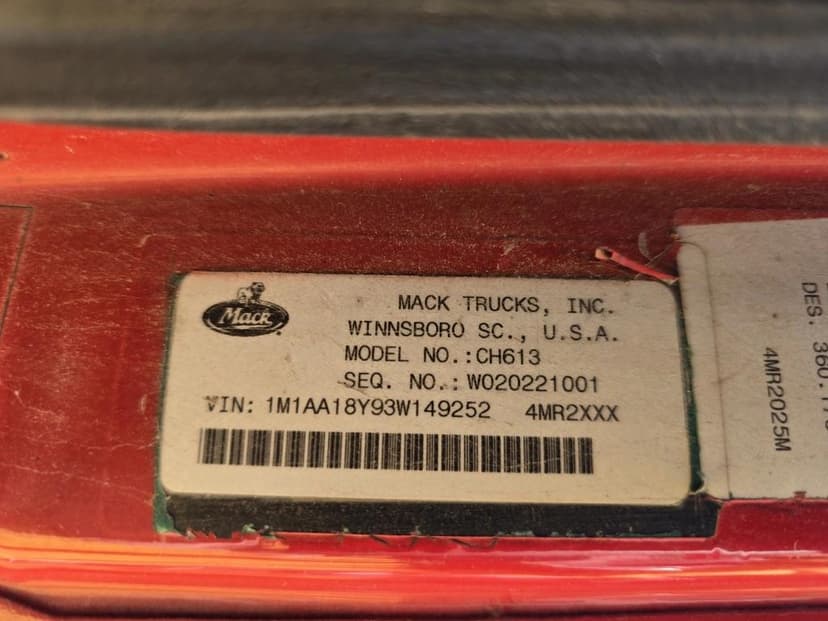 Mack
MACK TRUCKS, INC.
WINNSBORO SC., U.S.A.
MODEL NO.:CH613
SEQ. NO.: W020221001
VIN: 1M1AA18Y93W149252 4MR2XXX
DES. 360.
4MR2025M